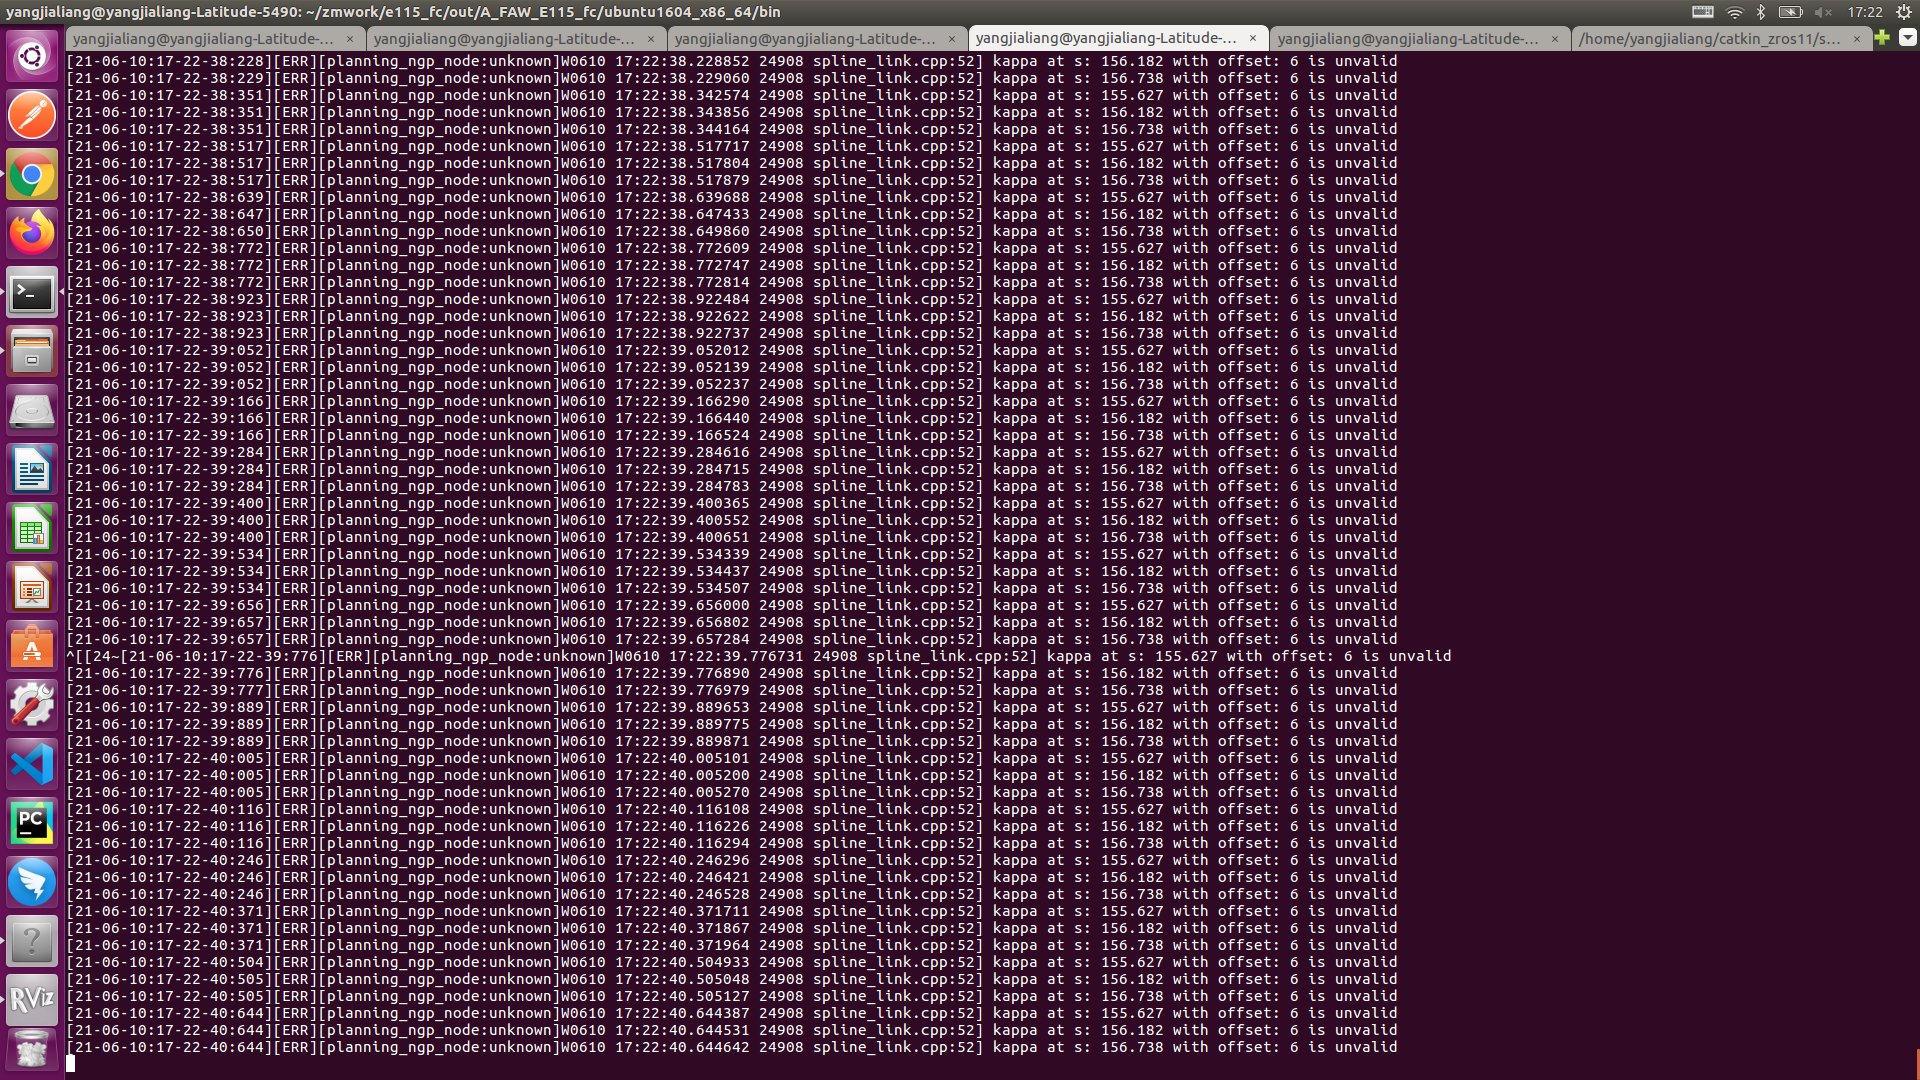 yangjialiang@yangjialiang-Latitude-5490: ~/zmwork/e115_fc/out/A_FAW_E115_fc/ubuntu1604_x86_64/bin
17:22
yangjialiang@yangjialiang-Latitude-... × yangjialiang@yangjialiang-Latitude-... × yangjialiang@yangjialiang-Latitude-... × yangjialiang@yangjialiang-Latitude-... × yangjialiang@yangjialiang-Latitude-... × /home/yangjialiang/catkin_zros11/s... ×
[21-06-10:17-22-38:228][ERR][planning_ngp_node:unknown]W0610 17:22:38.228852 24908 spline_link.cpp:52] kappa at s: 156.182 with offset: 6 is unvalid
[21-06-10:17-22-38:229][ERR][planning_ngp_node:unknown]W0610 17:22:38.229060 24908 spline_link.cpp:52] kappa at s: 156.738 with offset: 6 is unvalid
[21-06-10:17-22-38:351][ERR][planning_ngp_node:unknown]W0610 17:22:38.342574 24908 spline_link.cpp:52] kappa at s: 155.627 with offset: 6 is unvalid
[21-06-10:17-22-38:351][ERR][planning_ngp_node:unknown]W0610 17:22:38.343856 24908 spline_link.cpp:52] kappa at s: 156.182 with offset: 6 is unvalid
[21-06-10:17-22-38:351][ERR][planning_ngp_node:unknown]W0610 17:22:38.344164 24908 spline_link.cpp:52] kappa at s: 156.738 with offset: 6 is unvalid
[21-06-10:17-22-38:517][ERR][planning_ngp_node:unknown]W0610 17:22:38.517717 24908 spline_link.cpp:52] kappa at s: 155.627 with offset: 6 is unvalid
[21-06-10:17-22-38:517][ERR][planning_ngp_node:unknown]W0610 17:22:38.517804 24908 spline_link.cpp:52] kappa at s: 156.182 with offset: 6 is unvalid
[21-06-10:17-22-38:517][ERR][planning_ngp_node:unknown]W0610 17:22:38.517879 24908 spline_link.cpp:52] kappa at s: 156.738 with offset: 6 is unvalid
[21-06-10:17-22-38:639][ERR][planning_ngp_node:unknown]W0610 17:22:38.639688 24908 spline_link.cpp:52] kappa at s: 155.627 with offset: 6 is unvalid
[21-06-10:17-22-38:647][ERR][planning_ngp_node:unknown]W0610 17:22:38.647433 24908 spline_link.cpp:52] kappa at s: 156.182 with offset: 6 is unvalid
[21-06-10:17-22-38:650][ERR][planning_ngp_node:unknown]W0610 17:22:38.649860 24908 spline_link.cpp:52] kappa at s: 156.738 with offset: 6 is unvalid
[21-06-10:17-22-38:772][ERR][planning_ngp_node:unknown]W0610 17:22:38.772609 24908 spline_link.cpp:52] kappa at s: 155.627 with offset: 6 is unvalid
[21-06-10:17-22-38:772][ERR][planning_ngp_node:unknown]W0610 17:22:38.772747 24908 spline_link.cpp:52] kappa at s: 156.182 with offset: 6 is unvalid
[21-06-10:17-22-38:772][ERR][planning_ngp_node:unknown]W0610 17:22:38.772814 24908 spline_link.cpp:52] kappa at s: 156.738 with offset: 6 is unvalid
[21-06-10:17-22-38:923][ERR][planning_ngp_node:unknown]W0610 17:22:38.922484 24908 spline_link.cpp:52] kappa at s: 155.627 with offset: 6 is unvalid
[21-06-10:17-22-38:923][ERR][planning_ngp_node:unknown]W0610 17:22:38.922622 24908 spline_link.cpp:52] kappa at s: 156.182 with offset: 6 is unvalid
[21-06-10:17-22-38:923][ERR][planning_ngp_node:unknown]W0610 17:22:38.922737 24908 spline_link.cpp:52] kappa at s: 156.738 with offset: 6 is unvalid
[21-06-10:17-22-39:052][ERR][planning_ngp_node:unknown]W0610 17:22:39.052012 24908 spline_link.cpp:52] kappa at s: 155.627 with offset: 6 is unvalid
[21-06-10:17-22-39:052][ERR][planning_ngp_node:unknown]W0610 17:22:39.052139 24908 spline_link.cpp:52] kappa at s: 156.182 with offset: 6 is unvalid
[21-06-10:17-22-39:052][ERR][planning_ngp_node:unknown]W0610 17:22:39.052237 24908 spline_link.cpp:52] kappa at s: 156.738 with offset: 6 is unvalid
[21-06-10:17-22-39:166][ERR][planning_ngp_node:unknown]W0610 17:22:39.166290 24908 spline_link.cpp:52] kappa at s: 155.627 with offset: 6 is unvalid
[21-06-10:17-22-39:166][ERR][planning_ngp_node:unknown]W0610 17:22:39.166440 24908 spline_link.cpp:52] kappa at s: 156.182 with offset: 6 is unvalid
[21-06-10:17-22-39:166][ERR][planning_ngp_node:unknown]W0610 17:22:39.166524 24908 spline_link.cpp:52] kappa at s: 156.738 with offset: 6 is unvalid
[21-06-10:17-22-39:284][ERR][planning_ngp_node:unknown]W0610 17:22:39.284616 24908 spline_link.cpp:52] kappa at s: 155.627 with offset: 6 is unvalid
[21-06-10:17-22-39:284][ERR][planning_ngp_node:unknown]W0610 17:22:39.284715 24908 spline_link.cpp:52] kappa at s: 156.182 with offset: 6 is unvalid
[21-06-10:17-22-39:284][ERR][planning_ngp_node:unknown]W0610 17:22:39.284783 24908 spline_link.cpp:52] kappa at s: 156.738 with offset: 6 is unvalid
[21-06-10:17-22-39:400][ERR][planning_ngp_node:unknown]W0610 17:22:39.400365 24908 spline_link.cpp:52] kappa at s: 155.627 with offset: 6 is unvalid
[21-06-10:17-22-39:400][ERR][planning_ngp_node:unknown]W0610 17:22:39.400552 24908 spline_link.cpp:52] kappa at s: 156.182 with offset: 6 is unvalid
[21-06-10:17-22-39:400][ERR][planning_ngp_node:unknown]W0610 17:22:39.400651 24908 spline_link.cpp:52] kappa at s: 156.738 with offset: 6 is unvalid
[21-06-10:17-22-39:534][ERR][planning_ngp_node:unknown]W0610 17:22:39.534339 24908 spline_link.cpp:52] kappa at s: 155.627 with offset: 6 is unvalid
[21-06-10:17-22-39:534][ERR][planning_ngp_node:unknown]W0610 17:22:39.534437 24908 spline_link.cpp:52] kappa at s: 156.182 with offset: 6 is unvalid
[21-06-10:17-22-39:534][ERR][planning_ngp_node:unknown]W0610 17:22:39.534507 24908 spline_link.cpp:52] kappa at s: 156.738 with offset: 6 is unvalid
[21-06-10:17-22-39:656][ERR][planning_ngp_node:unknown]W0610 17:22:39.656000 24908 spline_link.cpp:52] kappa at s: 155.627 with offset: 6 is unvalid
[21-06-10:17-22-39:657][ERR][planning_ngp_node:unknown]W0610 17:22:39.656802 24908 spline_link.cpp:52] kappa at s: 156.182 with offset: 6 is unvalid
[21-06-10:17-22-39:657][ERR][planning_ngp_node:unknown]W0610 17:22:39.657284 24908 spline_link.cpp:52] kappa at s: 156.738 with offset: 6 is unvalid
^[[24~[21-06-10:17-22-39:776][ERR][planning_ngp_node:unknown]W0610 17:22:39.776731 24908 spline_link.cpp:52] kappa at s: 155.627 with offset: 6 is unvalid
[21-06-10:17-22-39:776][ERR][planning_ngp_node:unknown]W0610 17:22:39.776890 24908 spline_link.cpp:52] kappa at s: 156.182 with offset: 6 is unvalid
[21-06-10:17-22-39:777][ERR][planning_ngp_node:unknown]W0610 17:22:39.776979 24908 spline_link.cpp:52] kappa at s: 156.738 with offset: 6 is unvalid
[21-06-10:17-22-39:889][ERR][planning_ngp_node:unknown]W0610 17:22:39.889653 24908 spline_link.cpp:52] kappa at s: 155.627 with offset: 6 is unvalid
[21-06-10:17-22-39:889][ERR][planning_ngp_node:unknown]W0610 17:22:39.889775 24908 spline_link.cpp:52] kappa at s: 156.182 with offset: 6 is unvalid
[21-06-10:17-22-39:889][ERR][planning_ngp_node:unknown]W0610 17:22:39.889871 24908 spline_link.cpp:52] kappa at s: 156.738 with offset: 6 is unvalid
[21-06-10:17-22-40:005][ERR][planning_ngp_node:unknown]W0610 17:22:40.005101 24908 spline_link.cpp:52] kappa at s: 155.627 with offset: 6 is unvalid
[21-06-10:17-22-40:005][ERR][planning_ngp_node:unknown]W0610 17:22:40.005200 24908 spline_link.cpp:52] kappa at s: 156.182 with offset: 6 is unvalid
[21-06-10:17-22-40:005][ERR][planning_ngp_node:unknown]W0610 17:22:40.005270 24908 spline_link.cpp:52] kappa at s: 156.738 with offset: 6 is unvalid
[21-06-10:17-22-40:116][ERR][planning_ngp_node:unknown]W0610 17:22:40.116108 24908 spline_link.cpp:52] kappa at s: 155.627 with offset: 6 is unvalid
[21-06-10:17-22-40:116][ERR][planning_ngp_node:unknown]W0610 17:22:40.116226 24908 spline_link.cpp:52] kappa at s: 156.182 with offset: 6 is unvalid
[21-06-10:17-22-40:116][ERR][planning_ngp_node:unknown]W0610 17:22:40.116294 24908 spline_link.cpp:52] kappa at s: 156.738 with offset: 6 is unvalid
[21-06-10:17-22-40:246][ERR][planning_ngp_node:unknown]W0610 17:22:40.246296 24908 spline_link.cpp:52] kappa at s: 155.627 with offset: 6 is unvalid
[21-06-10:17-22-40:246][ERR][planning_ngp_node:unknown]W0610 17:22:40.246421 24908 spline_link.cpp:52] kappa at s: 156.182 with offset: 6 is unvalid
[21-06-10:17-22-40:246][ERR][planning_ngp_node:unknown]W0610 17:22:40.246528 24908 spline_link.cpp:52] kappa at s: 156.738 with offset: 6 is unvalid
[21-06-10:17-22-40:371][ERR][planning_ngp_node:unknown]W0610 17:22:40.371711 24908 spline_link.cpp:52] kappa at s: 155.627 with offset: 6 is unvalid
[21-06-10:17-22-40:371][ERR][planning_ngp_node:unknown]W0610 17:22:40.371867 24908 spline_link.cpp:52] kappa at s: 156.182 with offset: 6 is unvalid
[21-06-10:17-22-40:371][ERR][planning_ngp_node:unknown]W0610 17:22:40.371964 24908 spline_link.cpp:52] kappa at s: 156.738 with offset: 6 is unvalid
[21-06-10:17-22-40:504][ERR][planning_ngp_node:unknown]W0610 17:22:40.504933 24908 spline_link.cpp:52] kappa at s: 155.627 with offset: 6 is unvalid
[21-06-10:17-22-40:505][ERR][planning_ngp_node:unknown]W0610 17:22:40.505048 24908 spline_link.cpp:52] kappa at s: 156.182 with offset: 6 is unvalid
[21-06-10:17-22-40:505][ERR][planning_ngp_node:unknown]W0610 17:22:40.505127 24908 spline_link.cpp:52] kappa at s: 156.738 with offset: 6 is unvalid
[21-06-10:17-22-40:644][ERR][planning_ngp_node:unknown]W0610 17:22:40.644387 24908 spline_link.cpp:52] kappa at s: 155.627 with offset: 6 is unvalid
[21-06-10:17-22-40:644][ERR][planning_ngp_node:unknown]W0610 17:22:40.644531 24908 spline_link.cpp:52] kappa at s: 156.182 with offset: 6 is unvalid
[21-06-10:17-22-40:644][ERR][planning_ngp_node:unknown]W0610 17:22:40.644642 24908 spline_link.cpp:52] kappa at s: 156.738 with offset: 6 is unvalid
PC
RViz